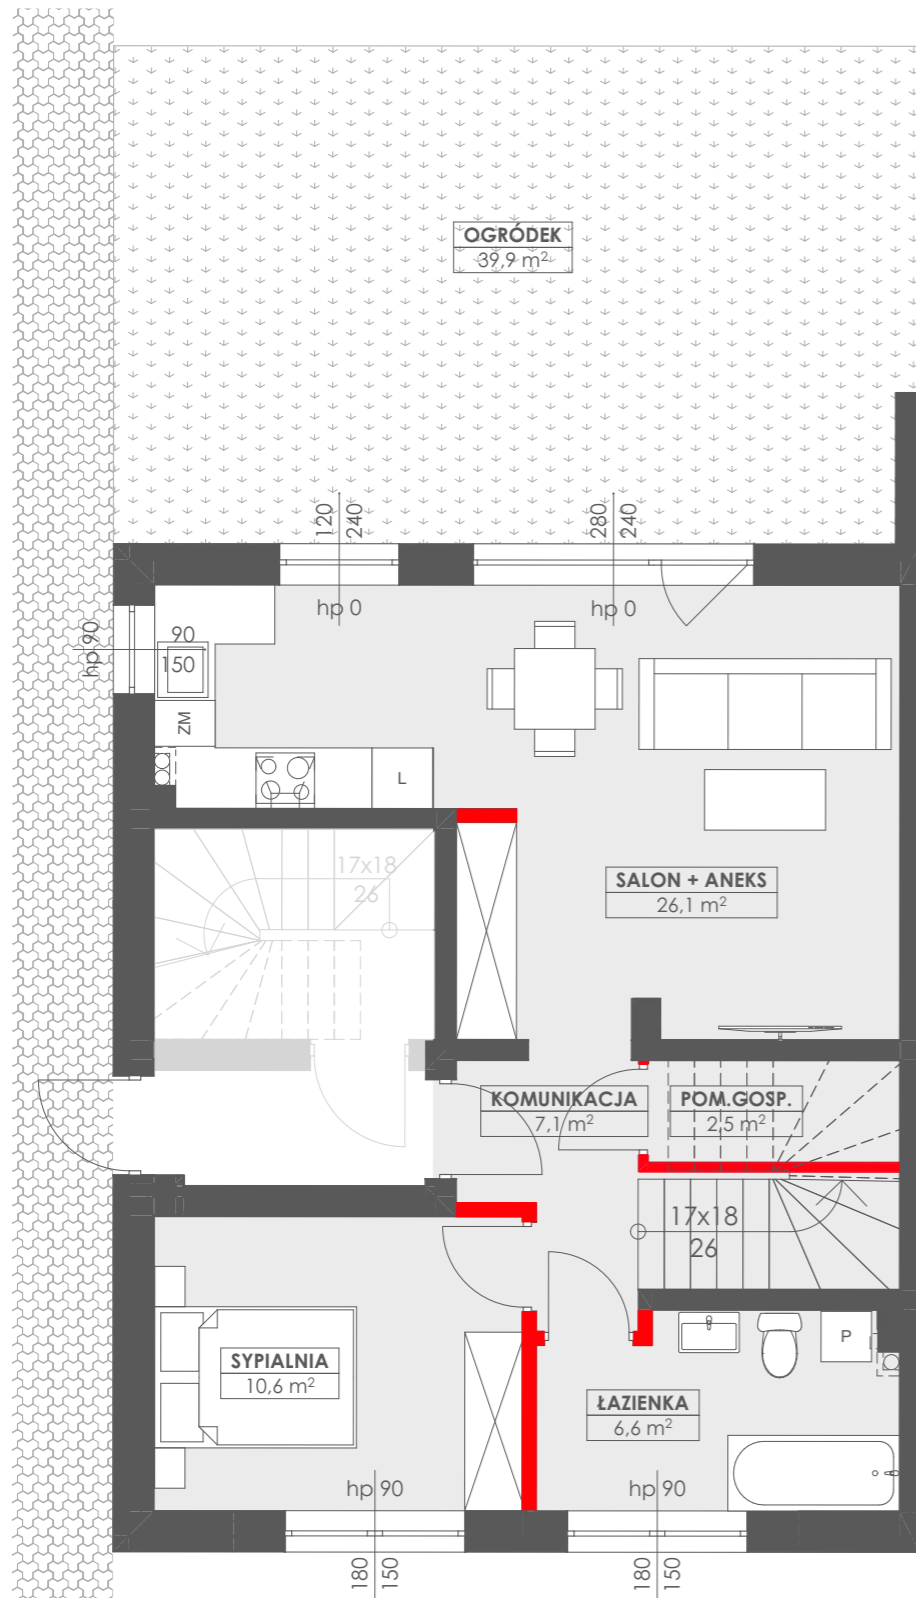 OGRÓDEK
39,9 m²
120
240
280
240
hp 0
hp 0
hp 90
90
150
ZM
L
17x18
26
SALON + ANEKS
26,1 m²
KOMUNIKACJA
7,1 m²
POM.GOSP.
2,5 m²
17x18
26
SYPIALNIA
10,6 m²
P
ŁAZIENKA
6,6 m²
hp 90
hp 90
180
150
180
150